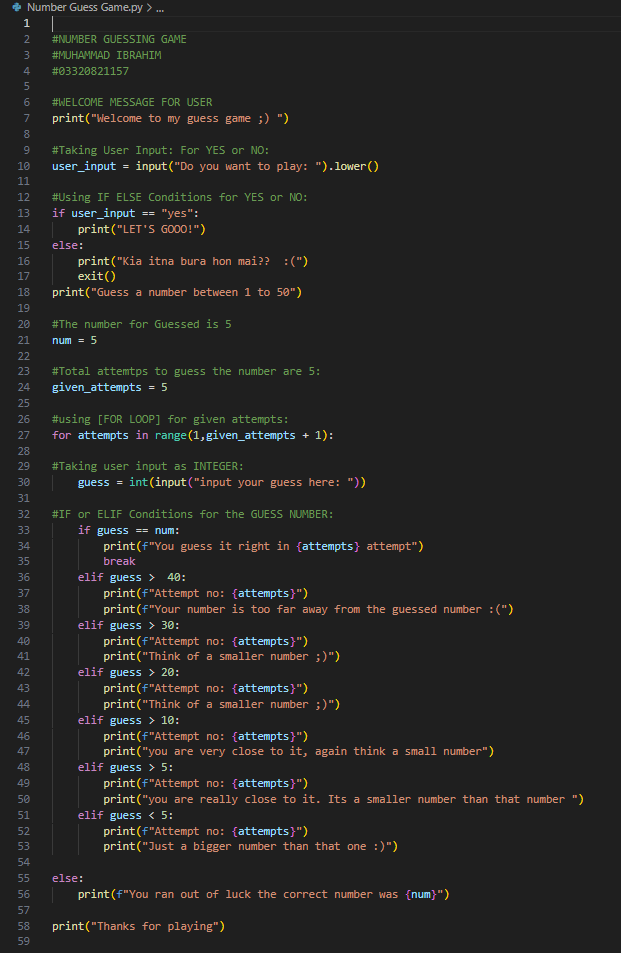 Number Guess Game.py > ...
1
2 #NUMBER GUESSING GAME
3 #MUHAMMAD IBRAHIM
4 #03320821157
5
6 #WELCOME MESSAGE FOR USER
7 print("Welcome to my guess game ;) ")
8
9 #Taking User Input: For YES or NO:
10 user_input = input("Do you want to play: ").lower()
11
12 #Using IF ELSE Conditions for YES or NO:
13 if user_input == "yes":
14     print("LET'S GOOO!")
15 else:
16     print("Kia itna bura hon mai??  :(")
17     exit()
18 print("Guess a number between 1 to 50")
19
20 #The number for Guessed is 5
21 num = 5
22
23 #Total attemtps to guess the number are 5:
24 given_attempts = 5
25
26 #using [FOR LOOP] for given attempts:
27 for attempts in range(1,given_attempts + 1):
28
29 #Taking user input as INTEGER:
30     guess = int(input("input your guess here: "))
31
32 #IF or ELIF Conditions for the GUESS NUMBER:
33     if guess == num:
34         print(f"You guess it right in {attempts} attempt")
35         break
36     elif guess >  40:
37         print(f"Attempt no: {attempts}")
38         print(f"Your number is too far away from the guessed number :(")
39     elif guess > 30:
40         print(f"Attempt no: {attempts}")
41         print("Think of a smaller number ;)")
42     elif guess > 20:
43         print(f"Attempt no: {attempts}")
44         print("Think of a smaller number ;)")
45     elif guess > 10:
46         print(f"Attempt no: {attempts}")
47         print("you are very close to it, again think a small number")
48     elif guess > 5:
49         print(f"Attempt no: {attempts}")
50         print("you are really close to it. Its a smaller number than that number ")
51     elif guess < 5:
52         print(f"Attempt no: {attempts}")
53         print("Just a bigger number than that one :)")
54
55 else:
56     print(f"You ran out of luck the correct number was {num}")
57
58 print("Thanks for playing")
59